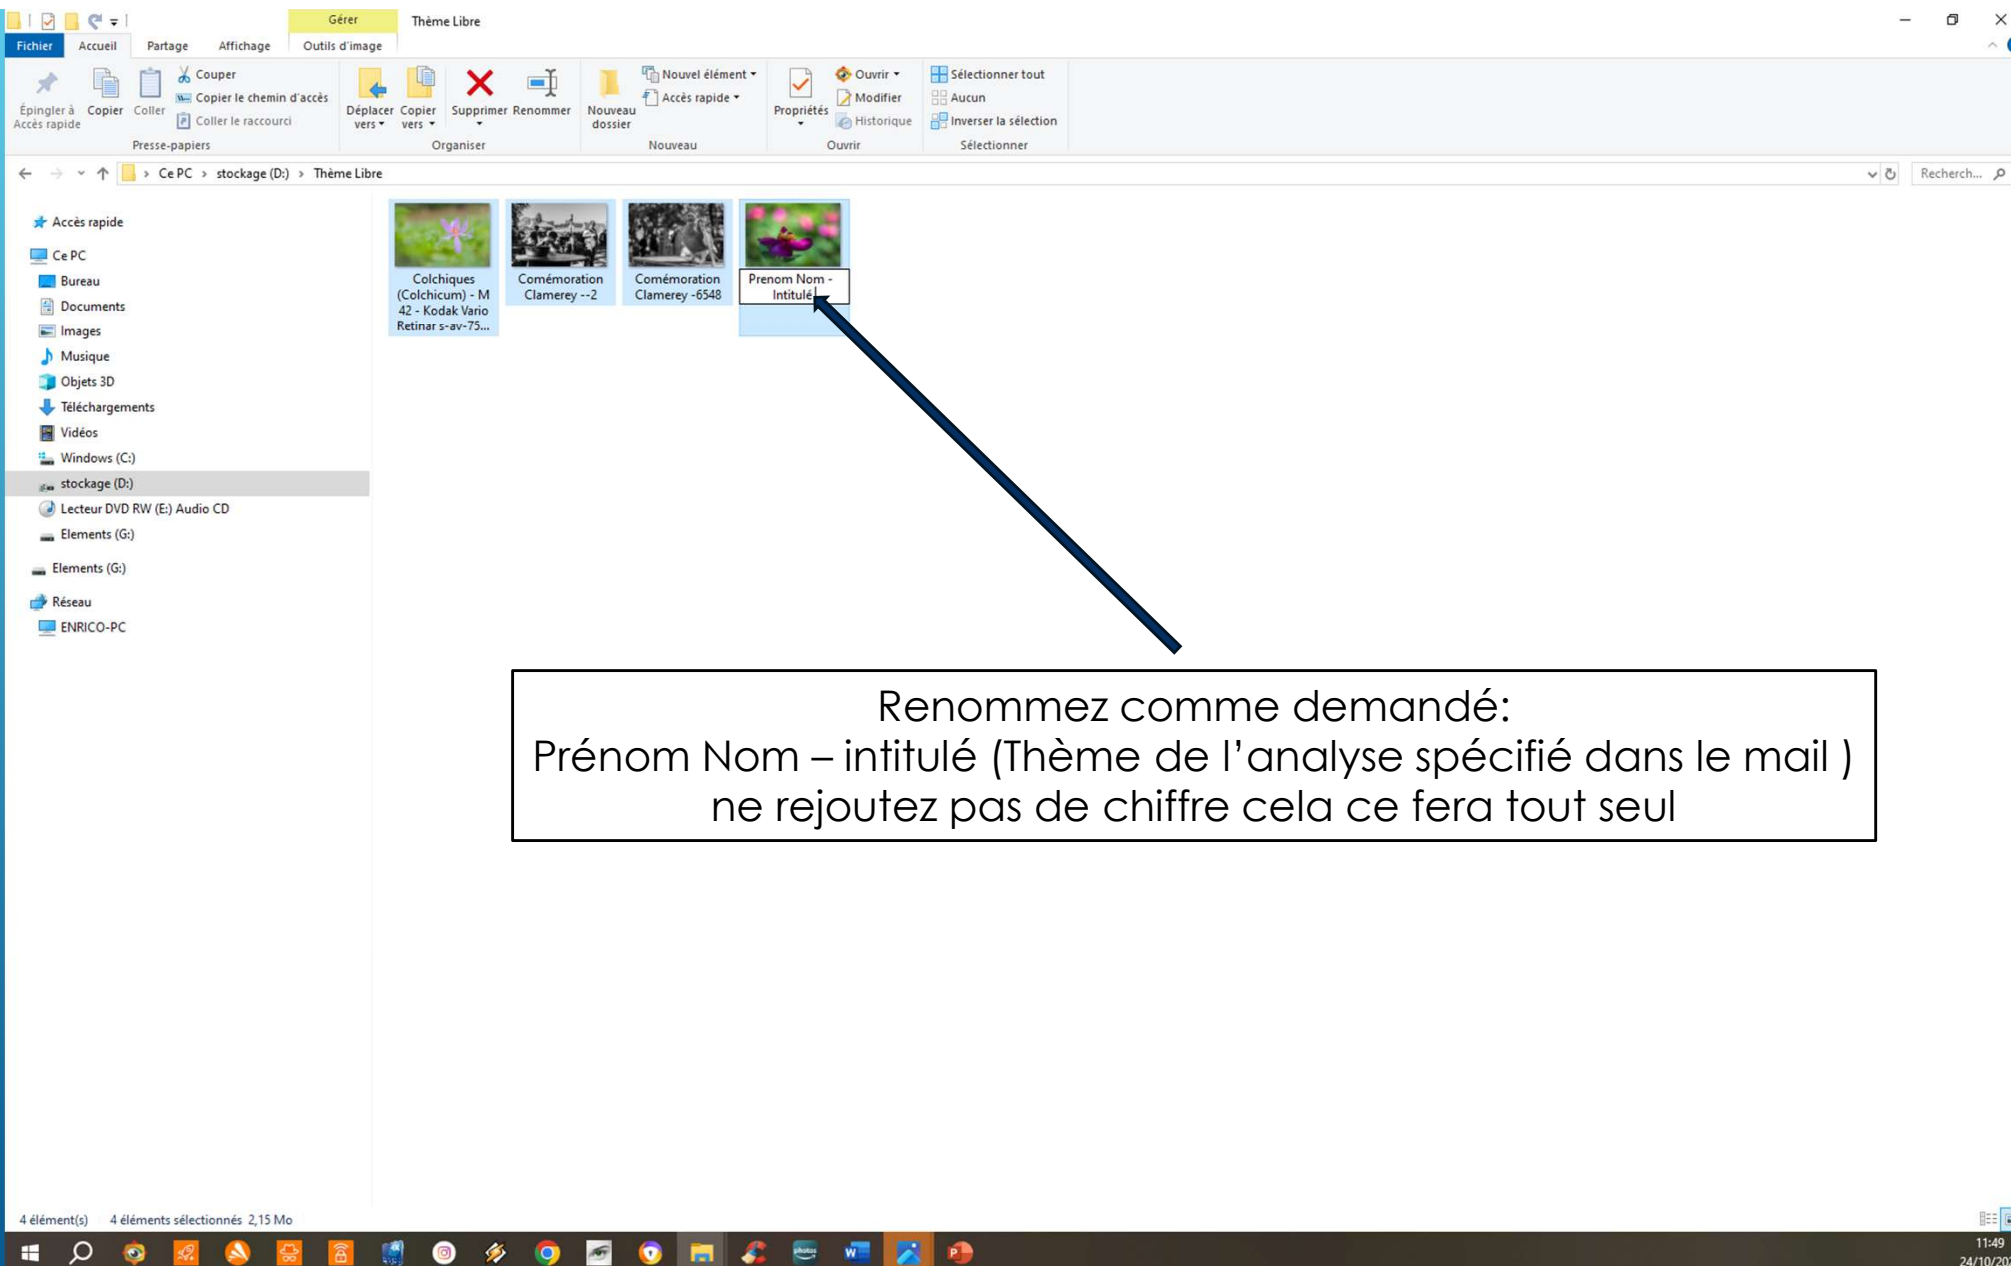 Gérer
Thème Libre
Fichier
Accueil
Partage
Affichage
Outils d'image
Épingler à
Accès rapide
Copier
Coller
Couper
Copier le chemin d'accès
Coller le raccourci
Presse-papiers
Déplacer
vers
Copier
vers
Supprimer
Renommer
Organiser
Nouveau
dossier
Nouvel élément
Accès rapide
Nouveau
Propriétés
Ouvrir
Modifier
Historique
Ouvrir
Sélectionner tout
Aucun
Inverser la sélection
Sélectionner
Ce PC > stockage (D:) > Thème Libre
Recherch...
Accès rapide
Ce PC
Bureau
Documents
Images
Musique
Objets 3D
Téléchargements
Vidéos
Windows (C:)
stockage (D:)
Lecteur DVD RW (E:) Audio CD
Elements (G:)
Elements (G:)
Réseau
ENRICO-PC
Colchiques
(Colchicum) - M
42 - Kodak Vario
Retinar s-av-75...
Comémoration
Clamerey --2
Comémoration
Clamerey -6548
Prenom Nom -
Intitulé
Renommez comme demandé:
Prénom Nom – intitulé (Thème de l'analyse spécifié dans le mail )
ne rejoutez pas de chiffre cela ce fera tout seul
4 élément(s)
4 éléments sélectionnés 2,15 Mo
photos
W
P
11:49